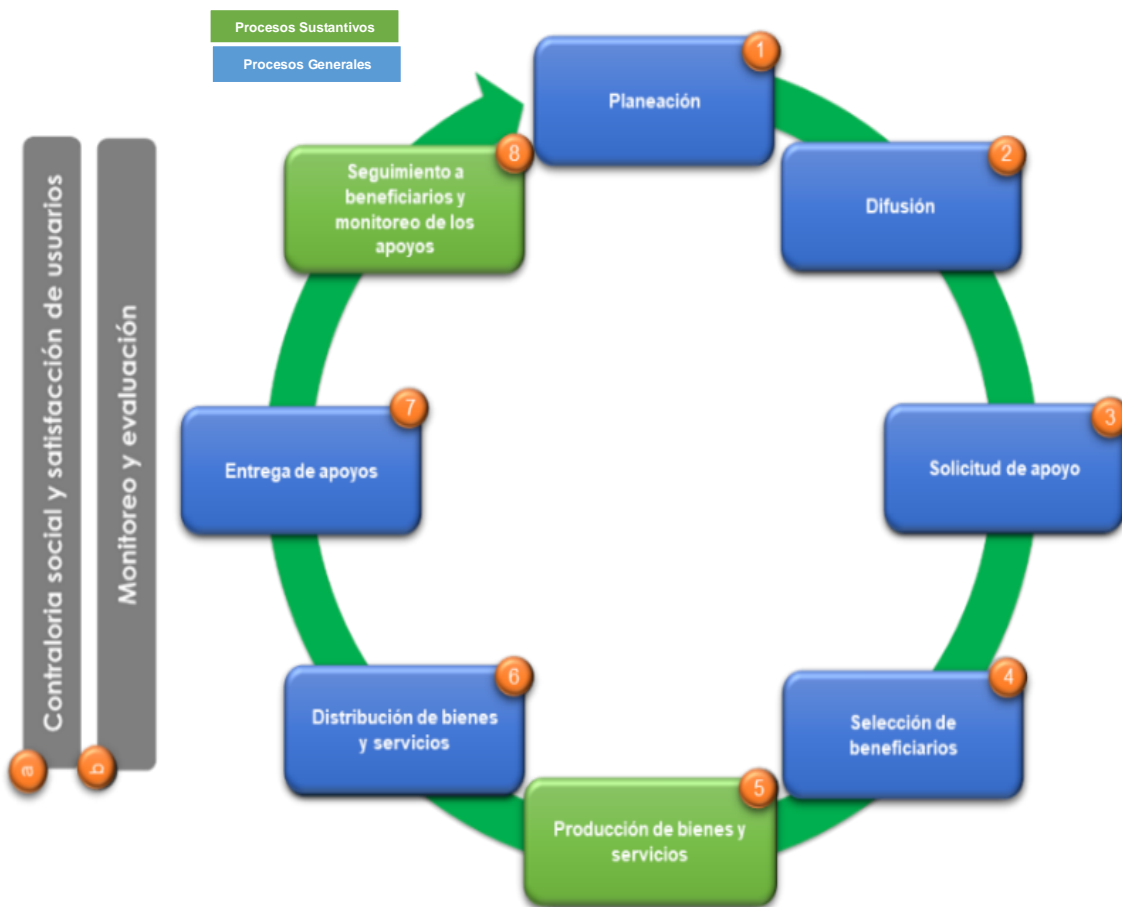 Procesos Sustantivos
Procesos Generales
1
Planeación
2
Difusión
3
Solicitud de apoyo
4
Selección de
beneficiarios
5
Producción de bienes y
servicios
6
Distribución de bienes
y servicios
7
Entrega de apoyos
8
Seguimiento a
beneficiarios y
monitoreo de los
apoyos
a
Contraloria social y satisfacción de usuarios
b
Monitoreo y evaluación